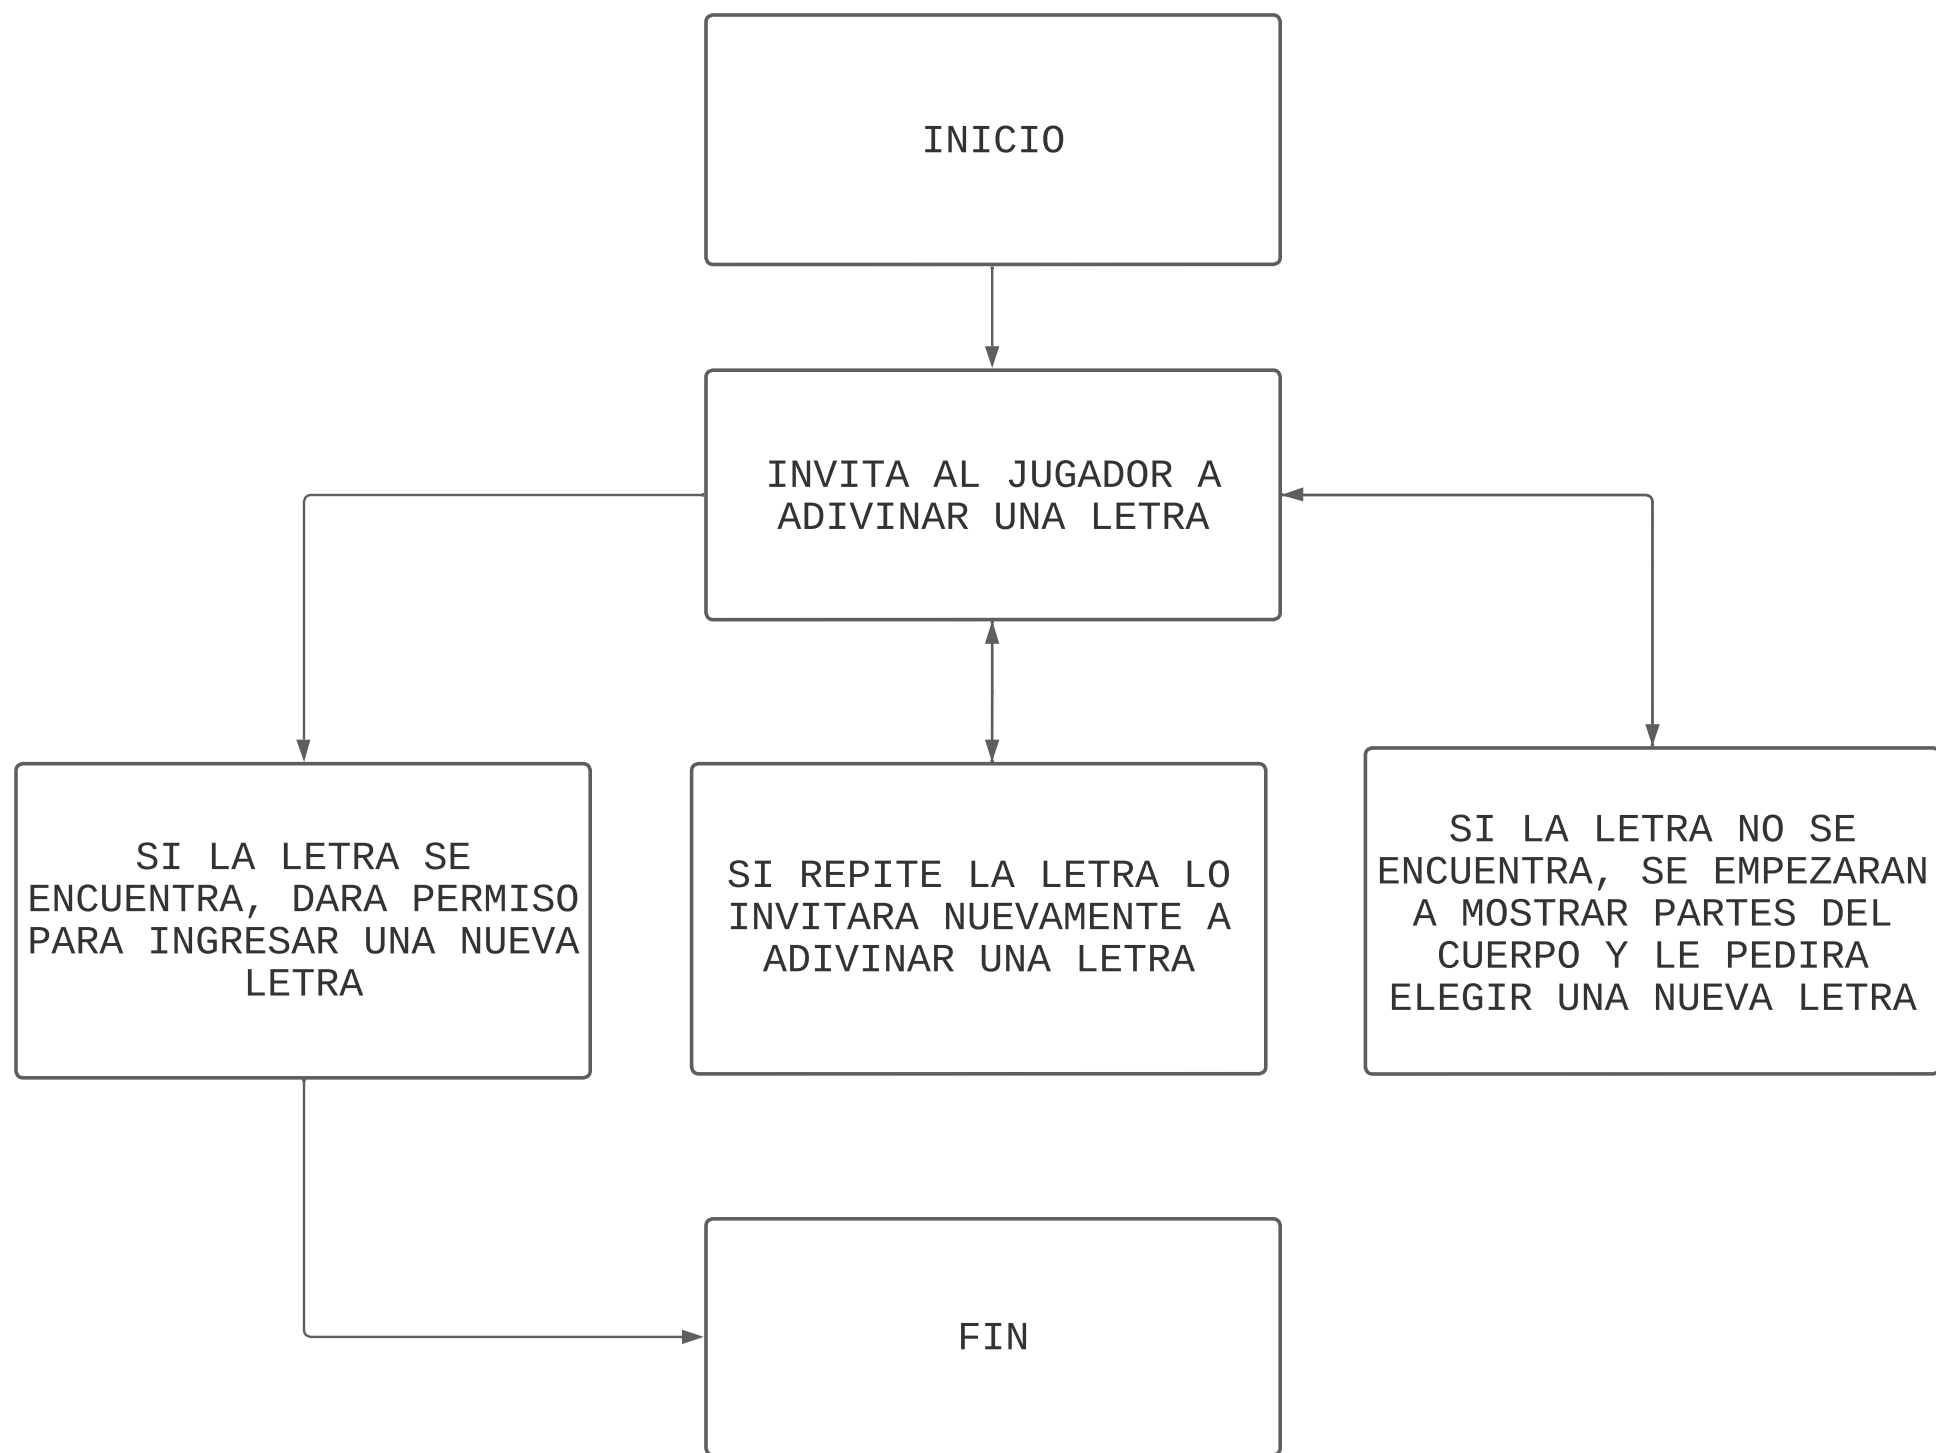 INICIO
INVITA AL JUGADOR A
ADIVINAR UNA LETRA
SI LA LETRA SE
ENCUENTRA, DARA PERMISO
PARA INGRESAR UNA NUEVA
LETRA
SI REPITE LA LETRA LO
INVITARA NUEVAMENTE A
ADIVINAR UNA LETRA
SI LA LETRA NO SE
ENCUENTRA, SE EMPEZARAN
A MOSTRAR PARTES DEL
CUERPO Y LE PEDIRA
ELEGIR UNA NUEVA LETRA
FIN